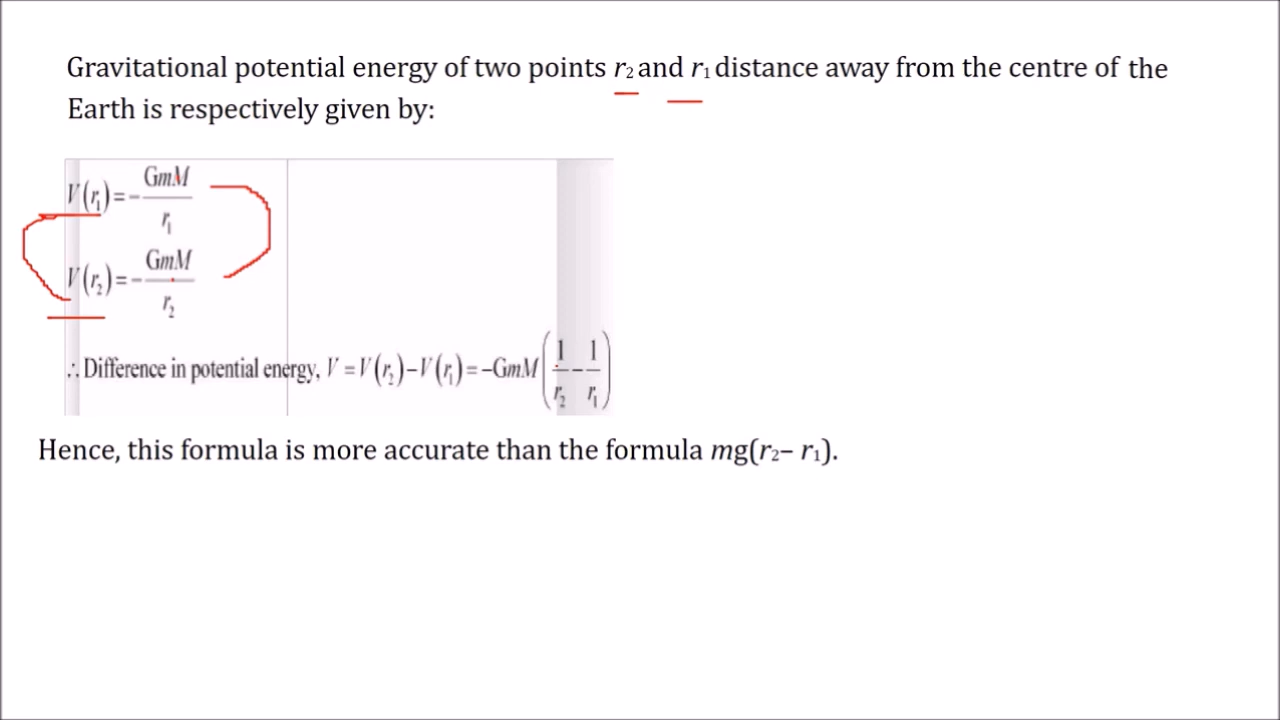 Gravitational potential energy of two points r₂ and r₁ distance away from the centre of the
Earth is respectively given by:
V(r₁) = − GmM / r₁
V(r₂) = − GmM / r₂
∴ Difference in potential energy, V = V(r₂) − V(r₁) = −GmM (1/r₂ − 1/r₁)
Hence, this formula is more accurate than the formula mg(r₂– r₁).